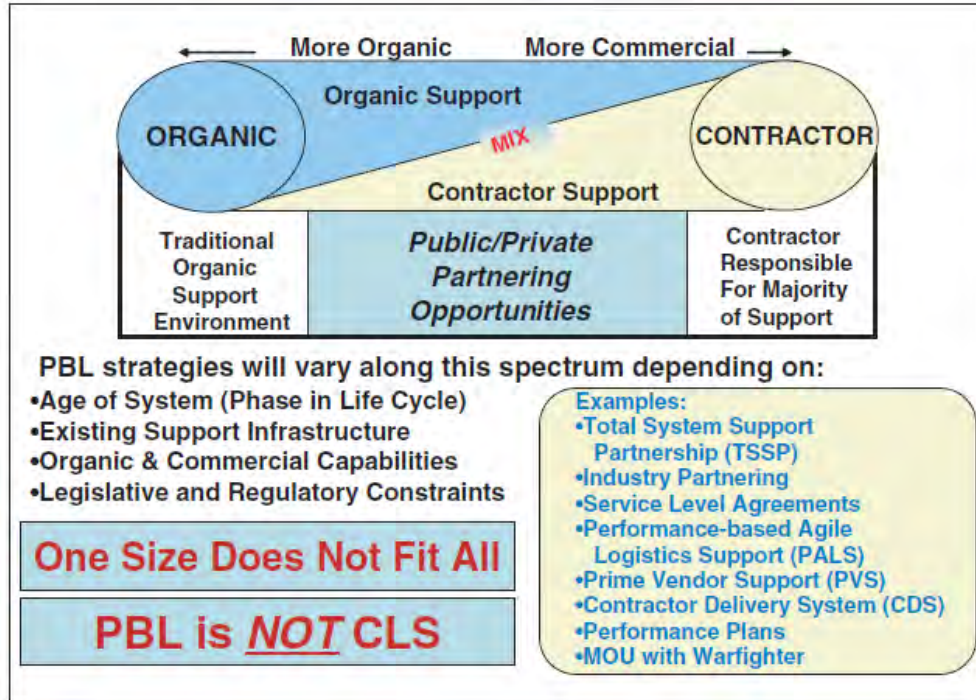 More Organic
More Commercial
Organic Support
ORGANIC
MIX
CONTRACTOR
Contractor Support
Traditional
Organic
Support
Environment
Public/Private
Partnering
Opportunities
Contractor
Responsible
For Majority
of Support
PBL strategies will vary along this spectrum depending on:
•Age of System (Phase in Life Cycle)
•Existing Support Infrastructure
•Organic & Commercial Capabilities
•Legislative and Regulatory Constraints
One Size Does Not Fit All
PBL is NOT CLS
Examples:
•Total System Support
Partnership (TSSP)
•Industry Partnering
•Service Level Agreements
•Performance-based Agile
Logistics Support (PALS)
•Prime Vendor Support (PVS)
•Contractor Delivery System (CDS)
•Performance Plans
•MOU with Warfighter